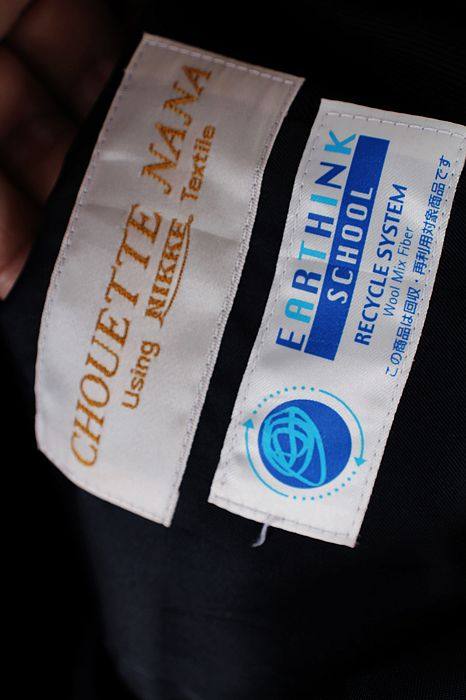 CHOUETTE NANA
Using NIKKE Textile
EARTHINK
SCHOOL
RECYCLE SYSTEM
Wool Mix Fiber
この商品は回収・再利用対象商品です